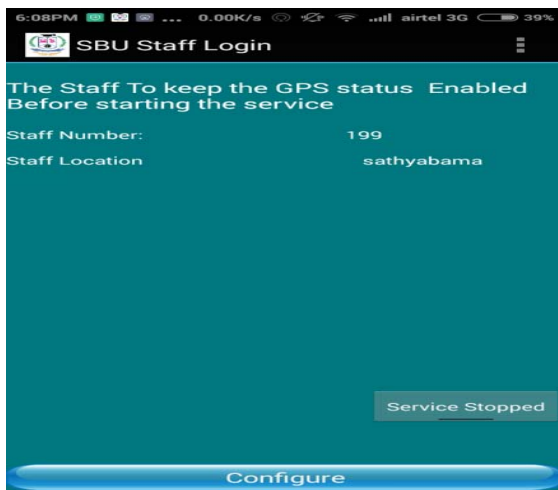 6:08PM ... 0.00K/s airtel 3G 39%
SBU Staff Login
The Staff To keep the GPS status Enabled
Before starting the service
Staff Number: 199
Staff Location sathyabama
Service Stopped
Configure